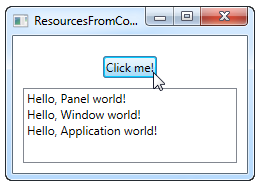 ResourcesFromCo...
Click me!
Hello, Panel world!
Hello, Window world!
Hello, Application world!